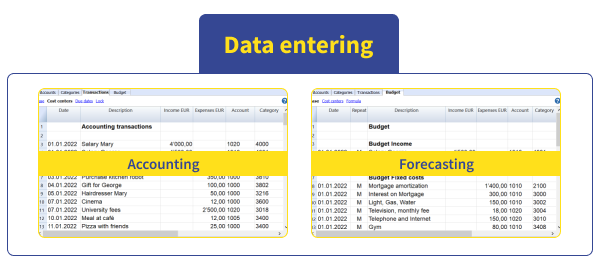 Data entering
Accounts Categories Transactions Budget
Cost centers Due dates Lock
Date Description Income EUR Expenses EUR Account Category
1 Accounting transactions
2
3 01.01.2022 Salary Mary 4'000,00 1020 4000
Accounting
7 03.01.2022 Purchase kitchen robot 350,00 1000 3610
8 04.01.2022 Gift for George 100,00 1000 3802
9 05.01.2022 Hairdresser Mary 50,00 1000 3216
10 07.01.2022 Cinema 12,00 1000 3600
11 07.01.2022 University fees 2'500,00 1020 3018
12 10.01.2022 Meal at café 12,00 1005 3400
13 11.01.2022 Pizza with friends 25,00 1000 3400
Accounts Categories Transactions Budget
Cost centers Formula
Date Repeat Description Income EUR Expenses EUR Account Category
1 Budget
2
Budget Income
Forecasting
Budget Fixed costs
01.01.2022 M Mortgage amortization 1'400,00 1010 2100
01.01.2022 M Interest on Mortgage 300,00 1010 3000
01.01.2022 M Light, Gas, Water 150,00 1010 3002
01.01.2022 M Television, monthly fee 18,00 1010 3004
01.01.2022 M Telephone and Internet 150,00 1020 3010
01.01.2022 M Gym 80,00 1010 3408